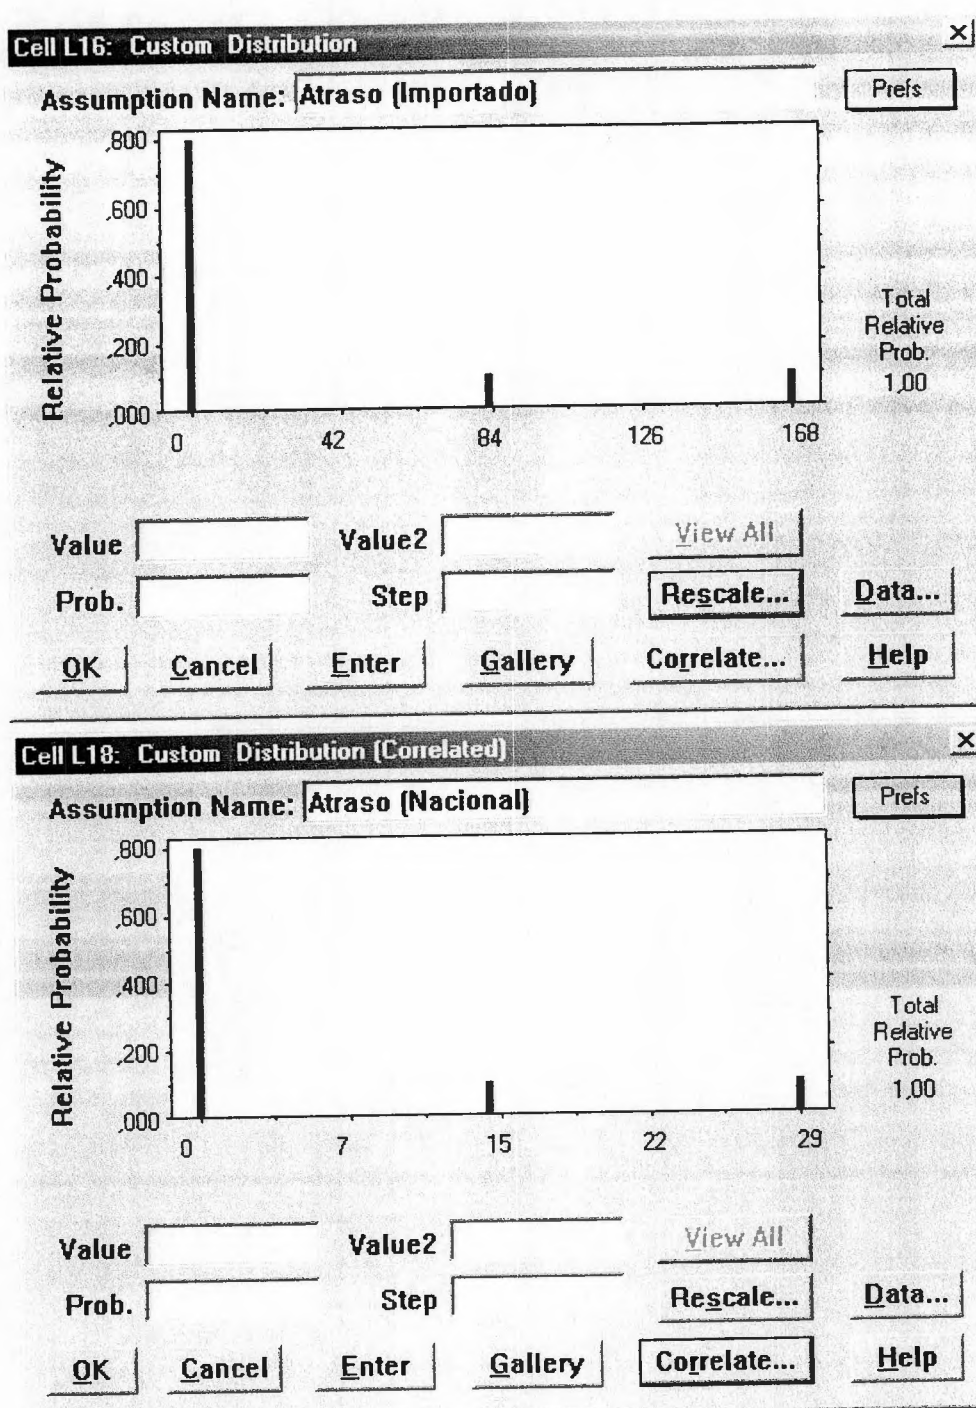 Cell L16: Custom Distribution
Assumption Name: Atraso (Importado)
Prefs
Relative Probability
,800
,600
,400
,200
,000
0 42 84 126 168
Total
Relative
Prob.
1,00
Value Value2 View All
Prob. Step Rescale... Data...
OK Cancel Enter Gallery Correlate... Help
Cell L18: Custom Distribution (Correlated)
Assumption Name: Atraso (Nacional)
Prefs
Relative Probability
,800
,600
,400
,200
,000
0 7 15 22 29
Total
Relative
Prob.
1,00
Value Value2 View All
Prob. Step Rescale... Data...
OK Cancel Enter Gallery Correlate... Help